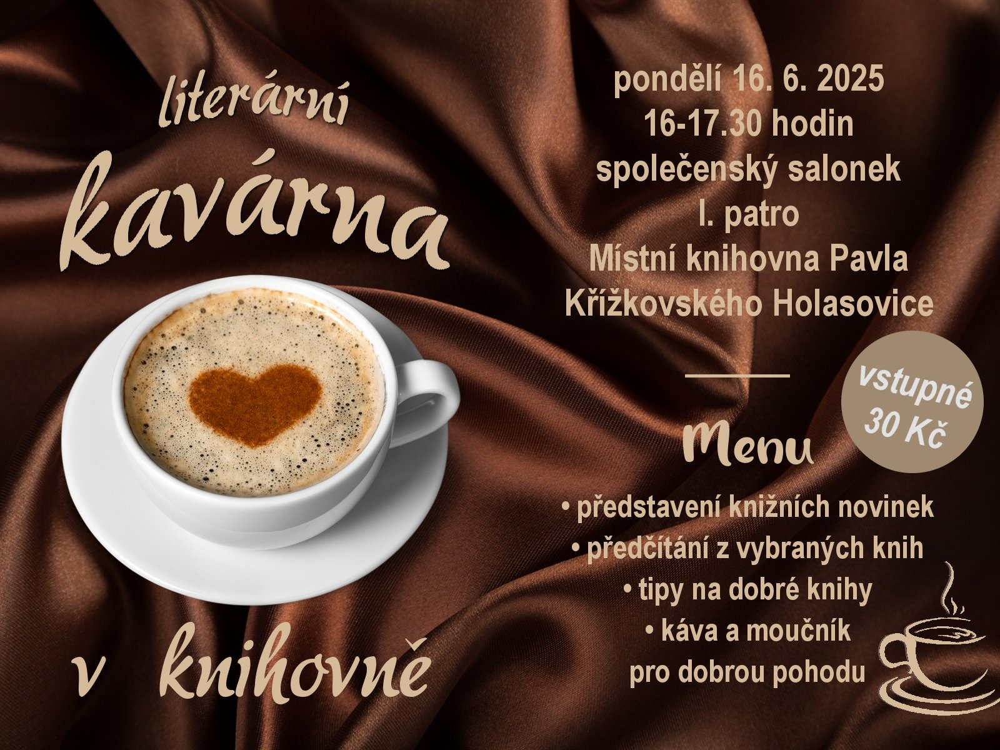 literární
kavárna
v knihovně
pondělí 16. 6. 2025
16-17.30 hodin
společenský salonek
I. patro
Místní knihovna Pavla
Křížkovského Holasovice
vstupné
30 Kč
Menu
• představení knižních novinek
• předčítání z vybraných knih
• tipy na dobré knihy
• káva a moučník
pro dobrou pohodu